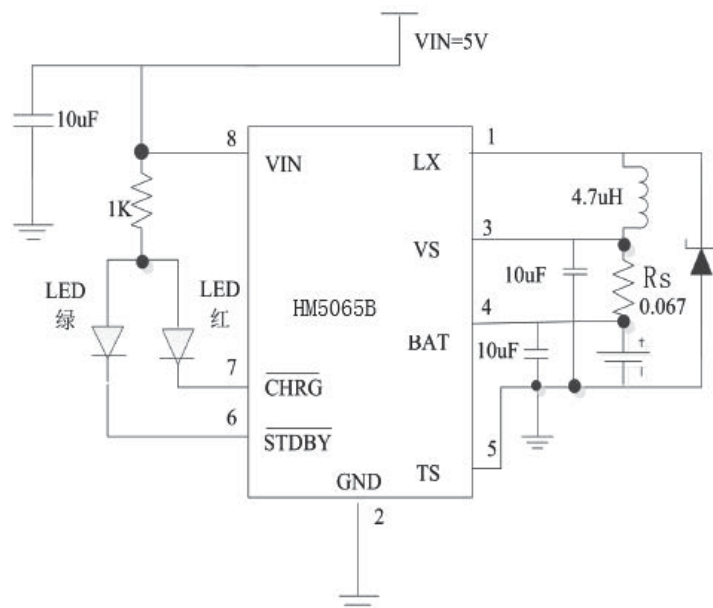 VIN=5V
10uF
8
1
VIN
LX
4.7uH
1K
3
VS
LED
绿
LED
红
HM5065B
10uF
Rs
0.067
4
BAT
10uF
+
7
CHRG
6
STDBY
5
TS
GND
2